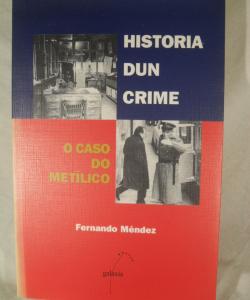 HISTORIA
DUN
CRIME
O CASO
DO
METÍLICO
Fernando Méndez
galaxia